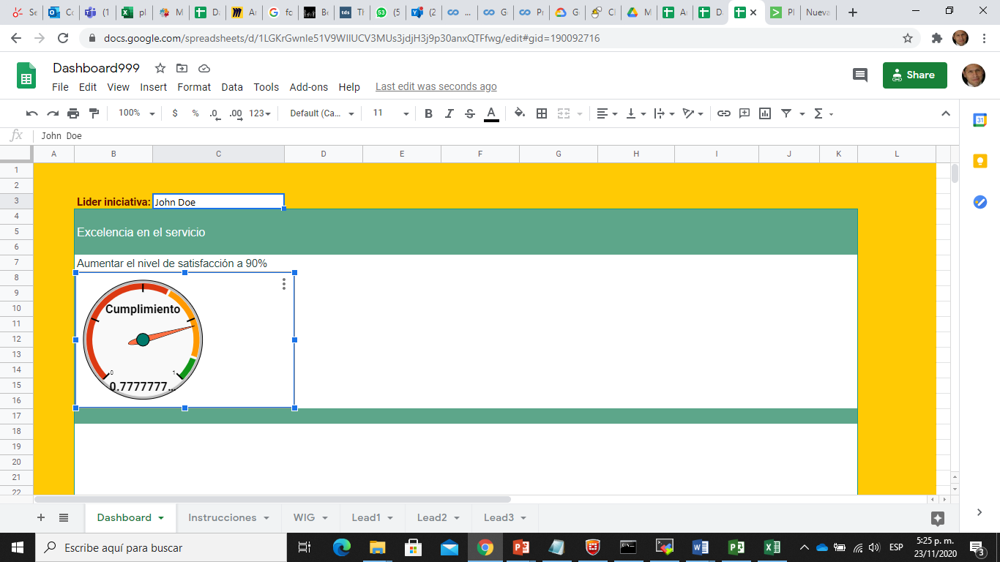 Se
Co
(1
pl
M
Da
Ar
fc
Be
Th
(5
(2
...
G
Pr
G
Cl
M
A
D
Pl
Nueva
docs.google.com/spreadsheets/d/1LGKrGwnIe51V9WIlUCV3MUs3jdjH3j9p30anxQTFfwg/edit#gid=190092716
Dashboard999
File Edit View Insert Format Data Tools Add-ons Help Last edit was seconds ago
Share
100% $ % .0 .00 123 Default (Ca... 11 B I S A
fx John Doe
A B C D E F G H I J K L
1
2
3 Lider iniciativa: John Doe
4
5 Excelencia en el servicio
6
7 Aumentar el nivel de satisfacción a 90%
8
9
10 Cumplimiento
11
12
13
14 0 1
15 0.7777777...
16
17
18
19
20
21
22
Dashboard Instrucciones WIG Lead1 Lead2 Lead3
Escribe aquí para buscar
ESP
5:25 p. m.
23/11/2020
3
31